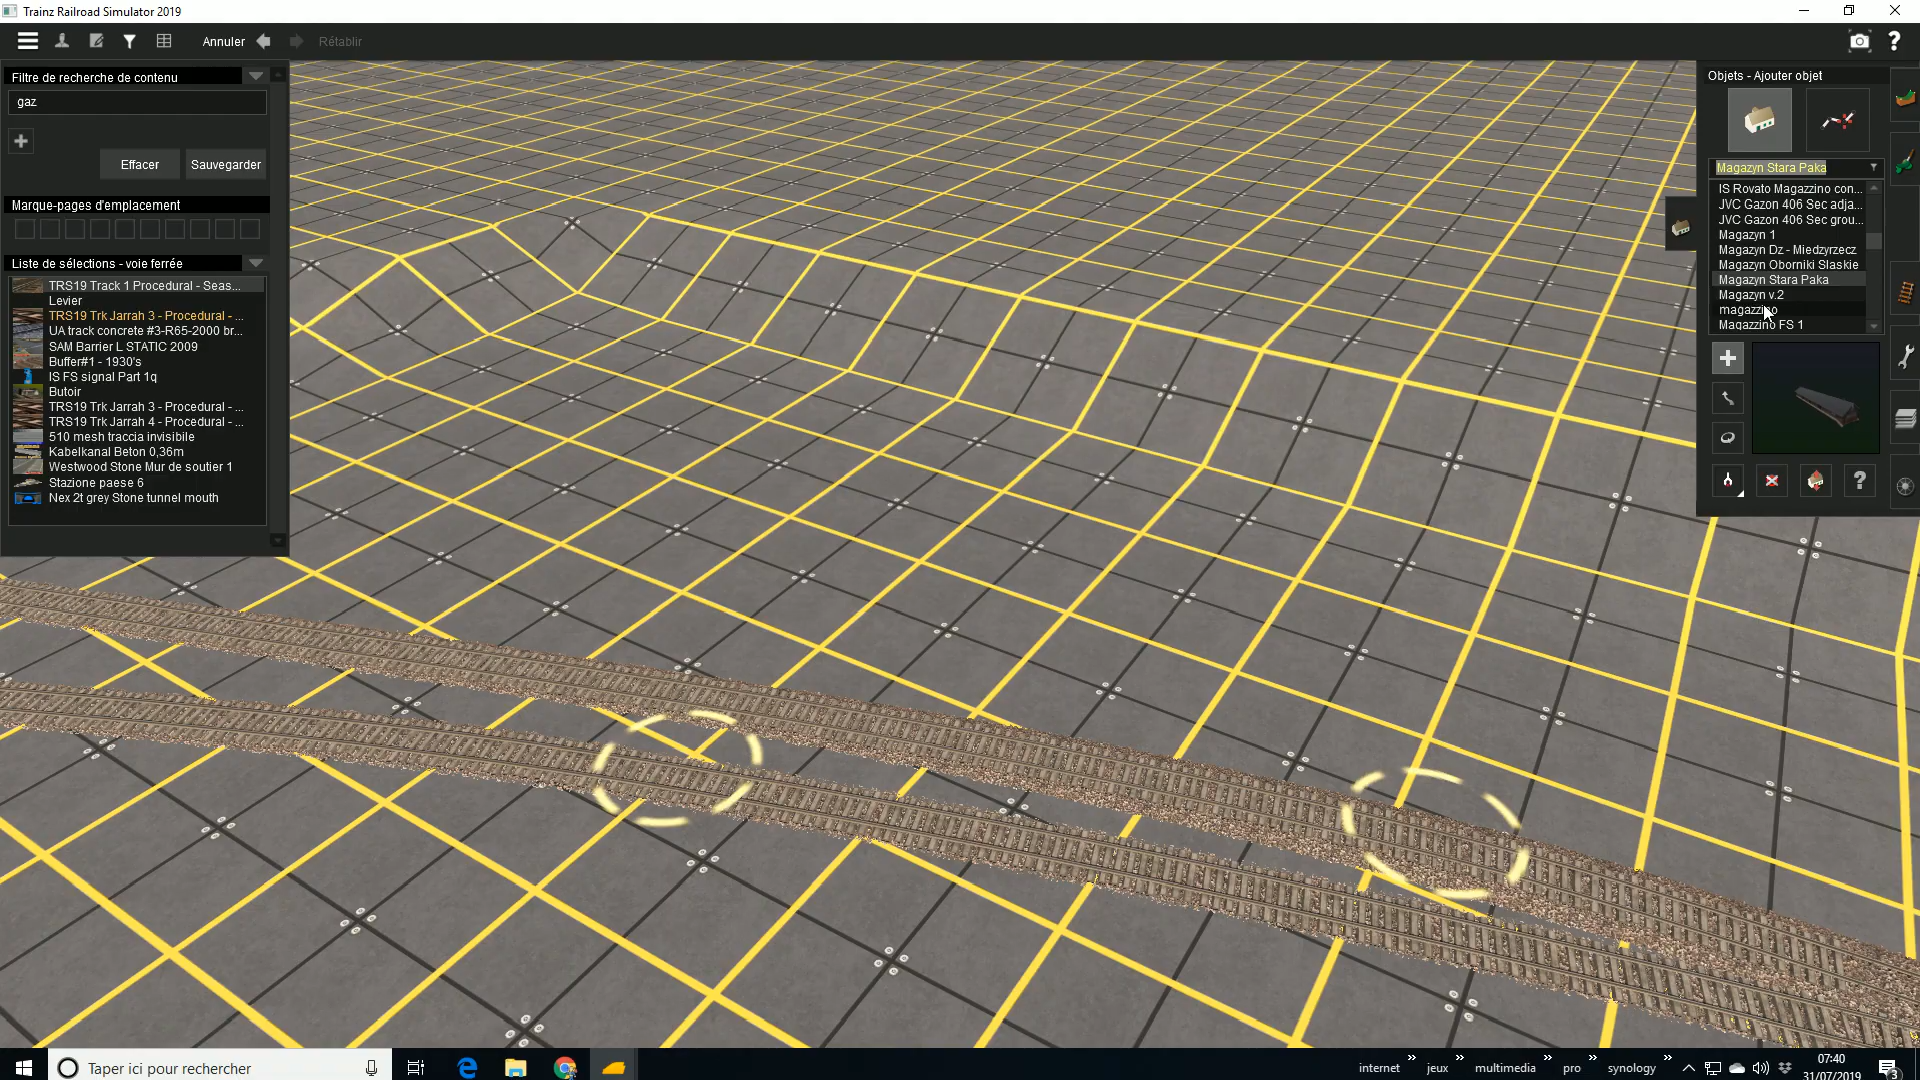 Trainz Railroad Simulator 2019
Annuler
Rétablir
?
Filtre de recherche de contenu
gaz
Effacer
Sauvegarder
Marque-pages d'emplacement
Liste de sélections - voie ferrée
TRS19 Track 1 Procedural - Seas...
Levier
TRS19 Trk Jarrah 3 - Procedural - ...
UA track concrete #3-R65-2000 br...
SAM Barrier L STATIC 2009
Buffer#1 - 1930's
IS FS signal Part 1q
Butoir
TRS19 Trk Jarrah 3 - Procedural - ...
TRS19 Trk Jarrah 4 - Procedural - ...
510 mesh traccia invisibile
Kabelkanal Beton 0,36m
Westwood Stone Mur de soutier 1
Stazione paese 6
Nex 2t grey Stone tunnel mouth
Objets - Ajouter objet
Magazyn Stara Paka
IS Rovato Magazzino con...
JVC Gazon 406 Sec adja...
JVC Gazon 406 Sec grou...
Magazyn 1
Magazyn Dz - Miedzyrzecz
Magazyn Oborniki Slaskie
Magazyn Stara Paka
Magazyn v.2
magazzino
Magazzino FS 1
?
Taper ici pour rechercher
internet
jeux
multimedia
pro
synology
07:40
31/07/2019
3